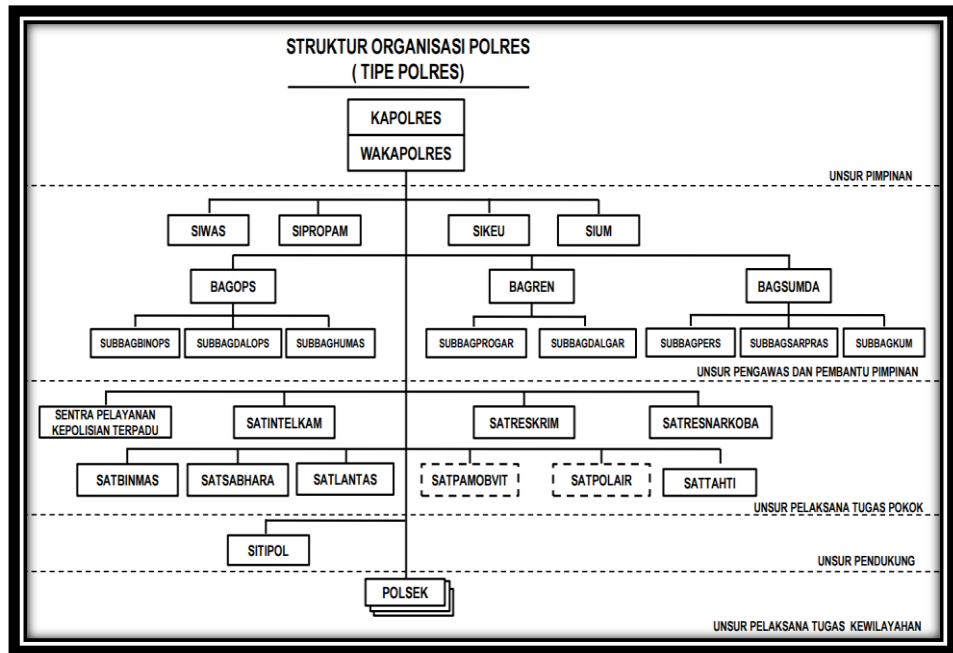 STRUKTUR ORGANISASI POLRES
( TIPE POLRES)
KAPOLRES
WAKAPOLRES
UNSUR PIMPINAN
SIWAS
SIPROPAM
SIKEU
SIUM
BAGOPS
BAGREN
BAGSUMDA
SUBBAGBINOPS
SUBBAGDALOPS
SUBBAGHUMAS
SUBBAGPROGAR
SUBBAGDALGAR
SUBBAGPERS
SUBBAGSARPRAS
SUBBAGKUM
UNSUR PENGAWAS DAN PEMBANTU PIMPINAN
SENTRA PELAYANAN
KEPOLISIAN TERPADU
SATINTELKAM
SATRESKRIM
SATRESNARKOBA
SATBINMAS
SATSABHARA
SATLANTAS
SATPAMOBVIT
SATPOLAIR
SATTAHTI
UNSUR PELAKSANA TUGAS POKOK
SITIPOL
UNSUR PENDUKUNG
POLSEK
UNSUR PELAKSANA TUGAS KEWILAYAHAN